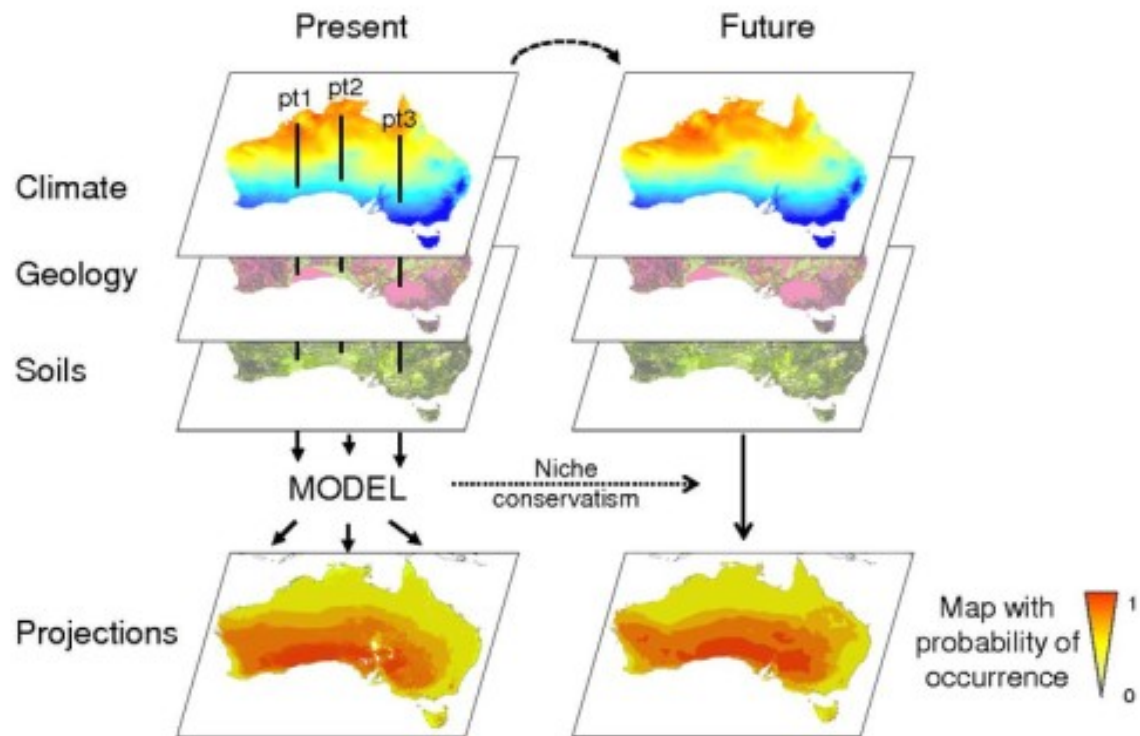 Present
Future
pt1
pt2
pt3
Climate
Geology
Soils
MODEL
Niche
conservatism
Projections
Map with
probability of
occurrence
1
0